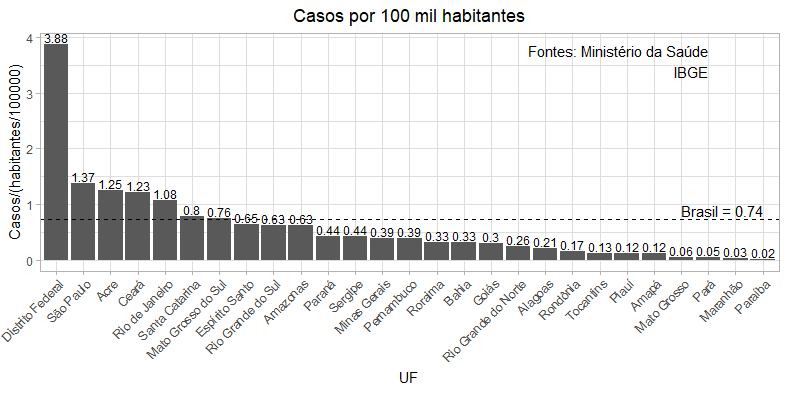 Casos por 100 mil habitantes
Fontes: Ministério da Saúde
IBGE
Casos/(habitantes/100000)
4
3
2
1
0
3.88
1.37
1.25
1.23
1.08
0.8
0.76
0.65
0.63
0.63
0.44
0.44
0.39
0.39
0.33
0.33
0.3
0.26
0.21
0.17
0.13
0.12
0.12
0.06
0.05
0.03
0.02
Brasil = 0.74
Distrito Federal
São Paulo
Acre
Ceará
Rio de Janeiro
Santa Catarina
Mato Grosso do Sul
Espírito Santo
Rio Grande do Sul
Amazonas
Paraná
Sergipe
Minas Gerais
Pernambuco
Roraima
Bahia
Goiás
Rio Grande do Norte
Alagoas
Rondônia
Tocantins
Piauí
Amapá
Mato Grosso
Pará
Maranhão
Paraíba
UF